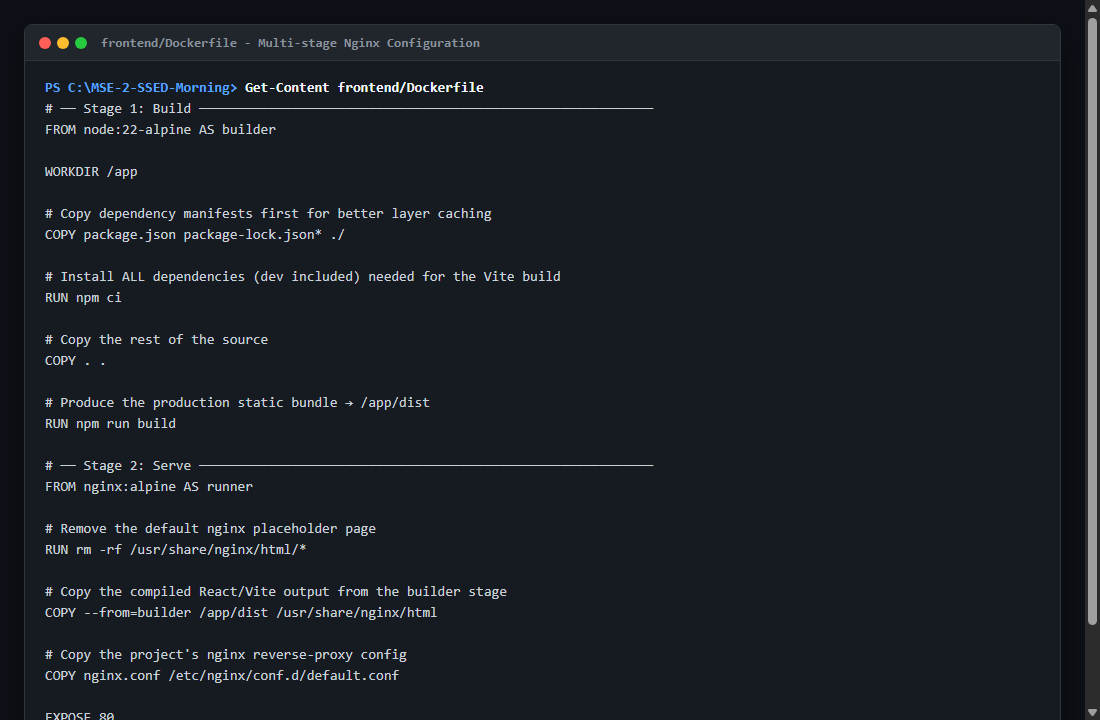 frontend/Dockerfile - Multi-stage Nginx Configuration
PS C:\MSE-2-SSED-Morning> Get-Content frontend/Dockerfile
# ── Stage 1: Build ───────────────────────────────────────────────────────────
FROM node:22-alpine AS builder
WORKDIR /app
# Copy dependency manifests first for better layer caching
COPY package.json package-lock.json* ./
# Install ALL dependencies (dev included) needed for the Vite build
RUN npm ci
# Copy the rest of the source
COPY . .
# Produce the production static bundle → /app/dist
RUN npm run build
# ── Stage 2: Serve ───────────────────────────────────────────────────────────
FROM nginx:alpine AS runner
# Remove the default nginx placeholder page
RUN rm -rf /usr/share/nginx/html/*
# Copy the compiled React/Vite output from the builder stage
COPY --from=builder /app/dist /usr/share/nginx/html
# Copy the project's nginx reverse-proxy config
COPY nginx.conf /etc/nginx/conf.d/default.conf
EXPOSE 80